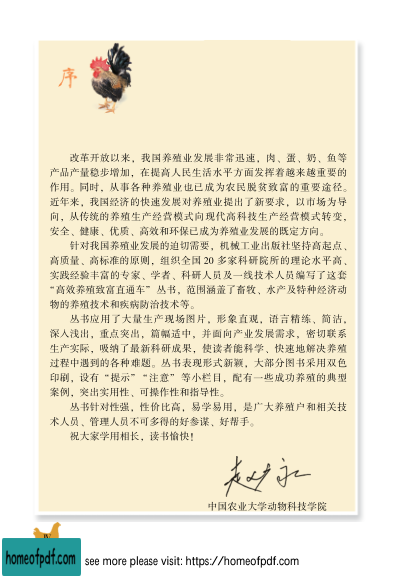 序
改革开放以来，我国养殖业发展非常迅速，肉、蛋、奶、鱼等
产品产量稳步增加，在提高人民生活水平方面发挥着越来越重要的
作用。同时，从事各种养殖业也已成为农民脱贫致富的重要途径。
近年来，我国经济的快速发展对养殖业提出了新要求，以市场为导
向，从传统的养殖生产经营模式向现代高科技生产经营模式转变，
安全、健康、优质、高效和环保已成为养殖业发展的既定方向。
针对我国养殖业发展的迫切需要，机械工业出版社坚持高起点、
高质量、高标准的原则，组织全国 20 多家科研院所的理论水平高、
实践经验丰富的专家、学者、科研人员及一线技术人员编写了这套
“高效养殖致富直通车”丛书，范围涵盖了畜牧、水产及特种经济动
物的养殖技术和疾病防治技术等。
丛书应用了大量生产现场图片，形象直观，语言精练、简洁，
深入浅出，重点突出，篇幅适中，并面向产业发展需求，密切联系
生产实际，吸纳了最新科研成果，使读者能科学、快速地解决养殖
过程中遇到的各种难题。丛书表现形式新颖，大部分图书采用双色
印刷，设有“提示”“注意”等小栏目，配有一些成功养殖的典型
案例，突出实用性、可操作性和指导性。
丛书针对性强，性价比高，易学易用，是广大养殖户和相关技
术人员、管理人员不可多得的好参谋、好帮手。
祝大家学用相长，读书愉快！
中国农业大学动物科技学院
homeofpdf.com
see more please visit: https://homeofpdf.com